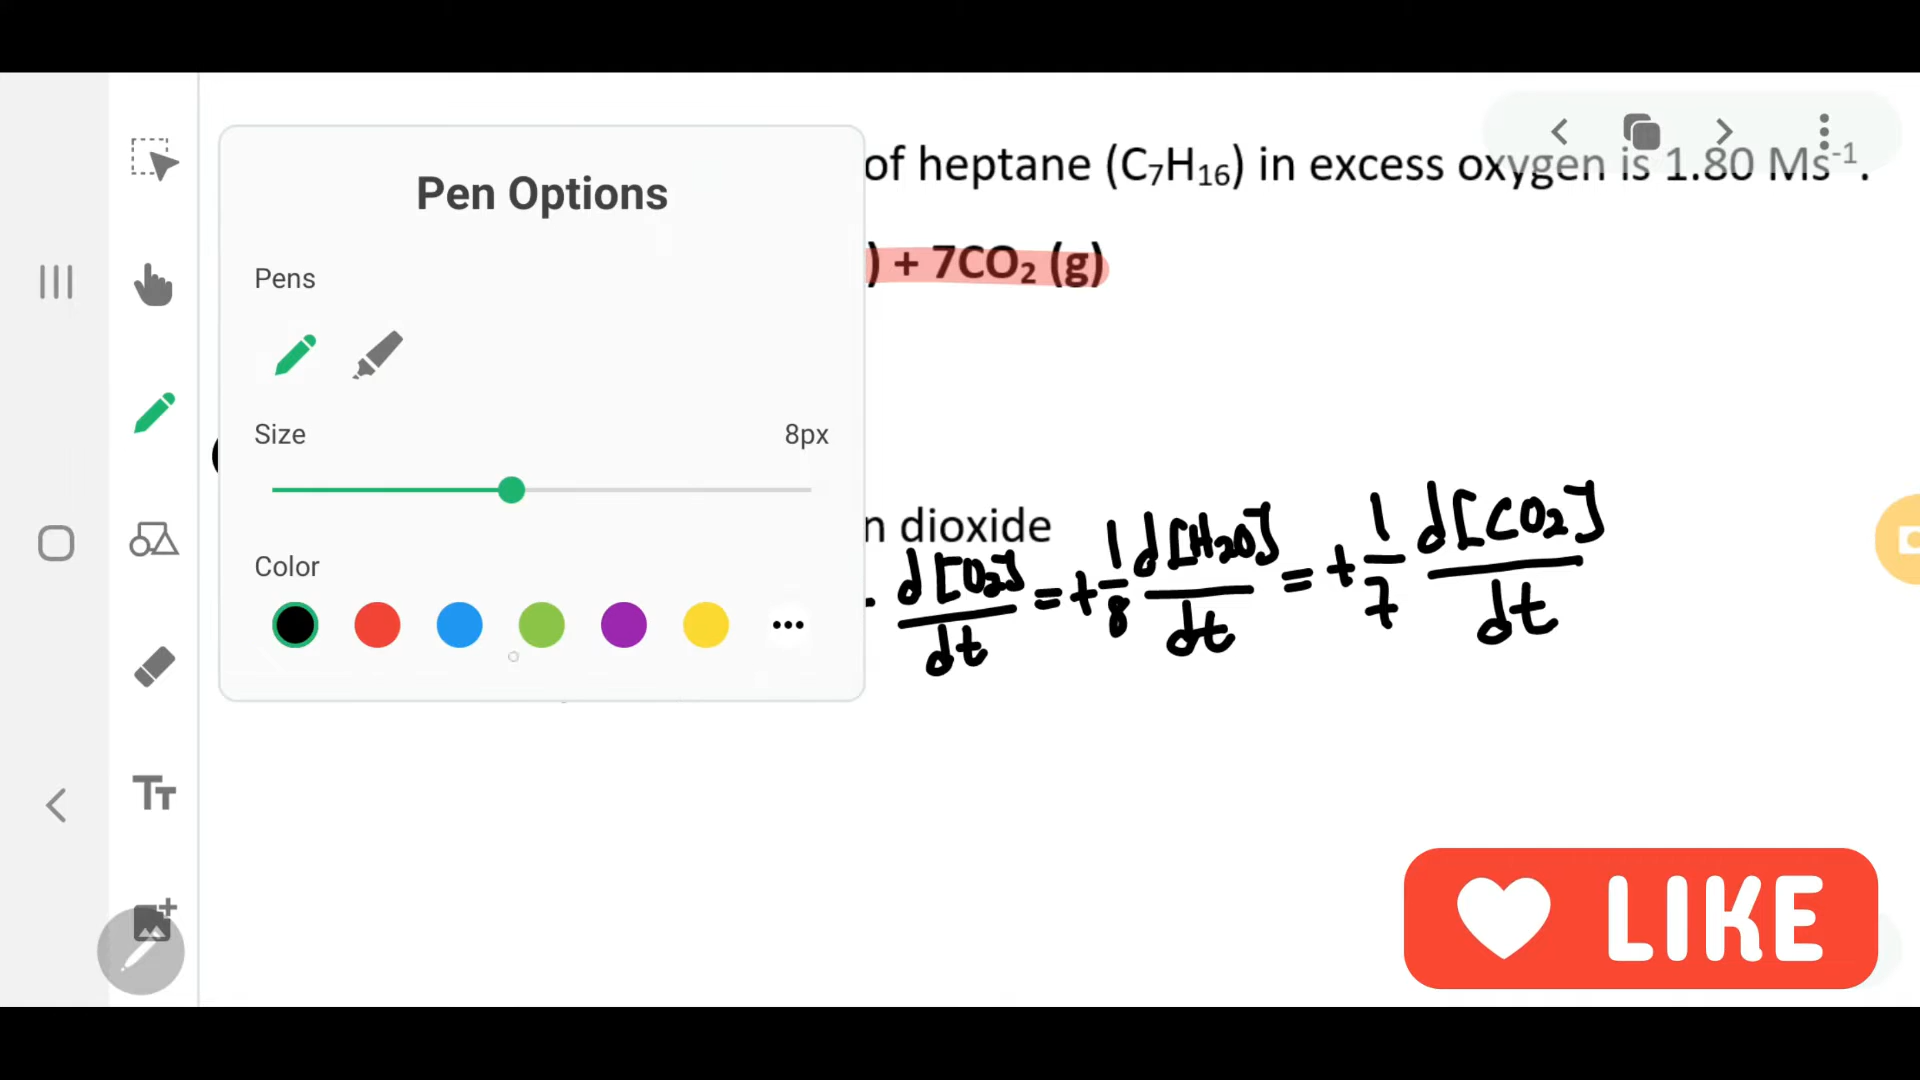 Pen Options
Pens
Size 8px
Color
of heptane (C₇H₁₆) in excess oxygen is 1.80 Ms⁻¹.
) + 7CO₂ (g)
n dioxide
d[O₂]/dt = +1/8 d[H₂O]/dt = +1/7 d[CO₂]/dt
TT
LIKE